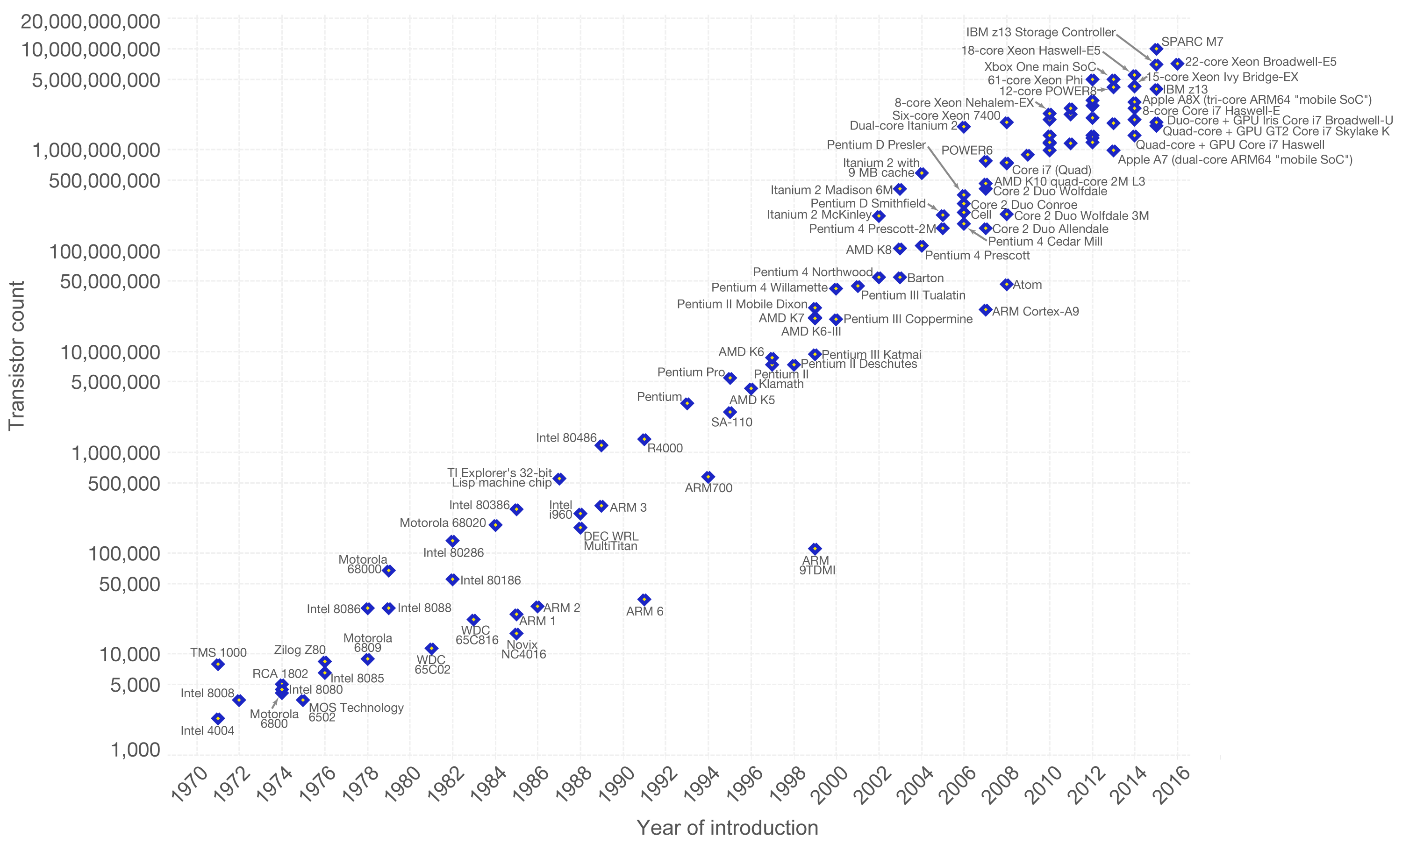 20,000,000,000
10,000,000,000
5,000,000,000
1,000,000,000
500,000,000
100,000,000
50,000,000
10,000,000
5,000,000
1,000,000
500,000
100,000
50,000
10,000
5,000
1,000
Transistor count
IBM z13 Storage Controller
SPARC M7
18-core Xeon Haswell-E5
22-core Xeon Broadwell-E5
Xbox One main SoC
61-core Xeon Phi
15-core Xeon Ivy Bridge-EX
12-core POWER8
IBM z13
8-core Xeon Nehalem-EX
Apple A8X (tri-core ARM64 "mobile SoC")
Six-core Xeon 7400
8-core Core i7 Haswell-E
Dual-core Itanium 2
Duo-core + GPU Iris Core i7 Broadwell-U
Quad-core + GPU GT2 Core i7 Skylake K
Pentium D Presler
POWER6
Quad-core + GPU Core i7 Haswell
Apple A7 (dual-core ARM64 "mobile SoC")
Itanium 2 with
9 MB cache
Core i7 (Quad)
AMD K10 quad-core 2M L3
Itanium 2 Madison 6M
Core 2 Duo Wolfdale
Pentium D Smithfield
Core 2 Duo Conroe
Itanium 2 McKinley
Cell
Core 2 Duo Wolfdale 3M
Pentium 4 Prescott-2M
Core 2 Duo Allendale
Pentium 4 Cedar Mill
AMD K8
Pentium 4 Prescott
Pentium 4 Northwood
Barton
Atom
Pentium 4 Willamette
Pentium III Tualatin
Pentium II Mobile Dixon
ARM Cortex-A9
AMD K7
Pentium III Coppermine
AMD K6-III
AMD K6
Pentium III Katmai
Pentium II Deschutes
Pentium Pro
Pentium II
Klamath
Pentium
AMD K5
SA-110
Intel 80486
R4000
TI Explorer's 32-bit
Lisp machine chip
ARM700
Intel 80386
Intel
i960
ARM 3
Motorola 68020
DEC WRL
MultiTitan
Intel 80286
Motorola
68000
ARM
9TDMI
Intel 80186
Intel 8086
Intel 8088
ARM 2
ARM 6
ARM 1
WDC
65C816
Novix
NC4016
TMS 1000
Zilog Z80
Motorola
6809
WDC
65C02
RCA 1802
Intel 8085
Intel 8008
Intel 8080
MOS Technology
6502
Motorola
6800
Intel 4004
1970
1972
1974
1976
1978
1980
1982
1984
1986
1988
1990
1992
1994
1996
1998
2000
2002
2004
2006
2008
2010
2012
2014
2016
Year of introduction